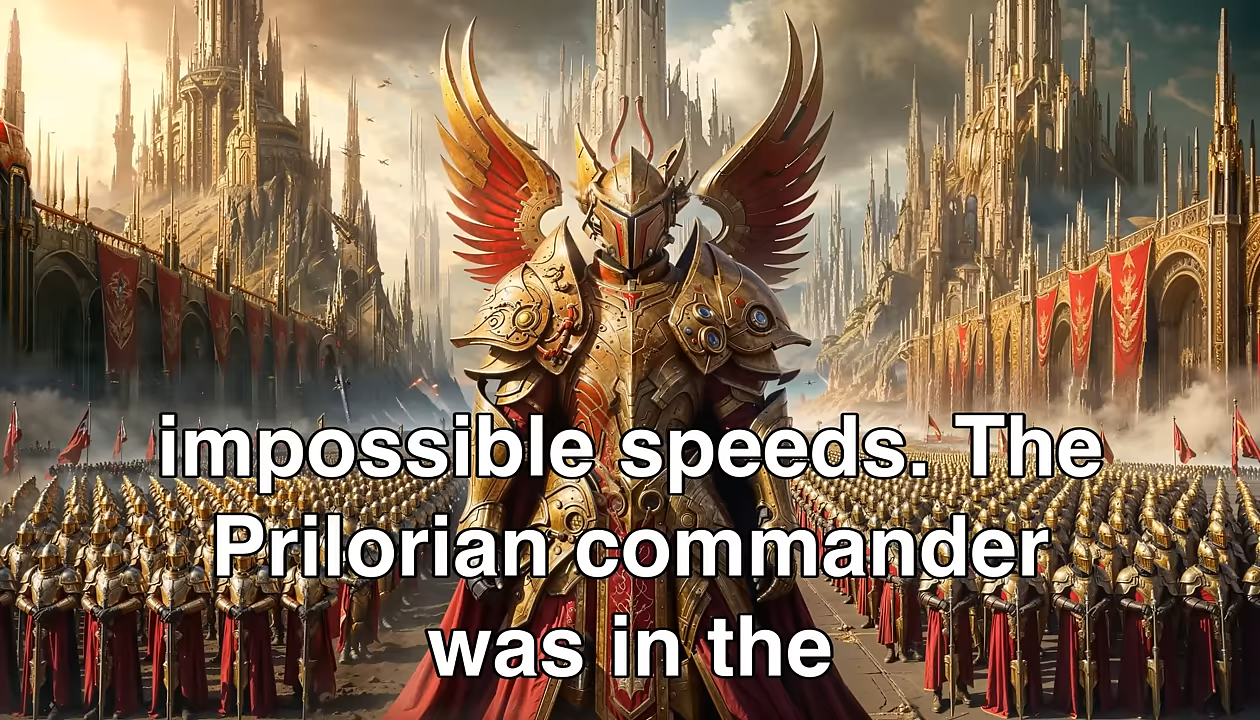 impossible speeds. The
Prilorian commander
was in the